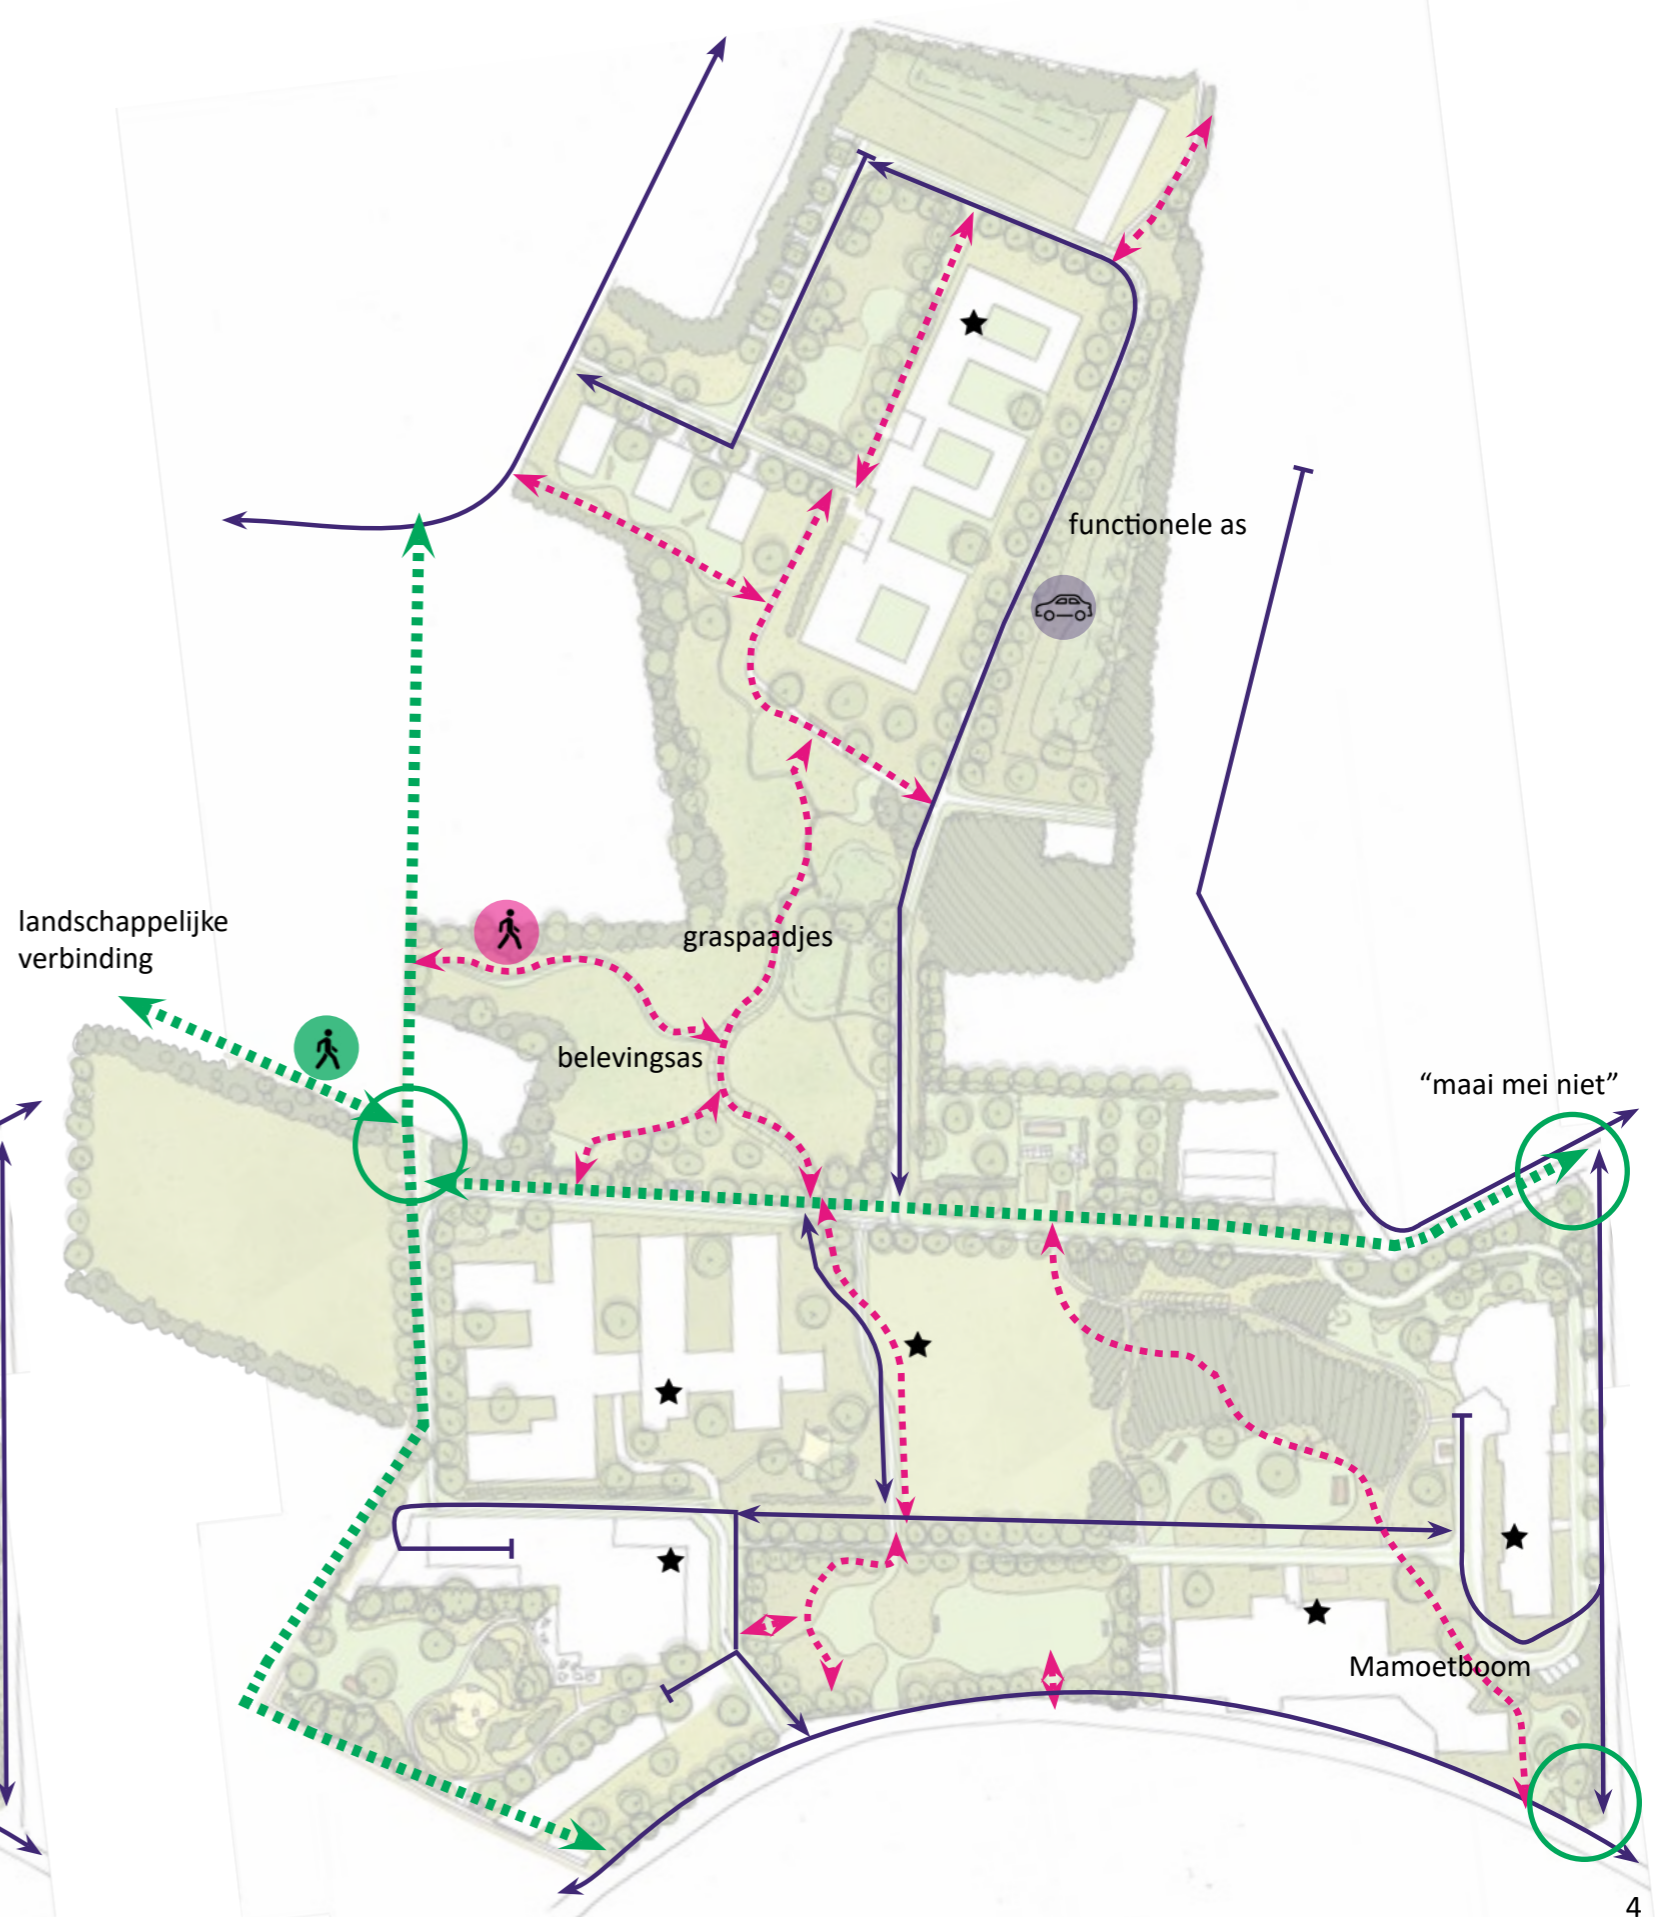 functionele as
landschappelijke
verbinding
graspaadjes
belevingsas
“maai mei niet”
Mamoetboom
4